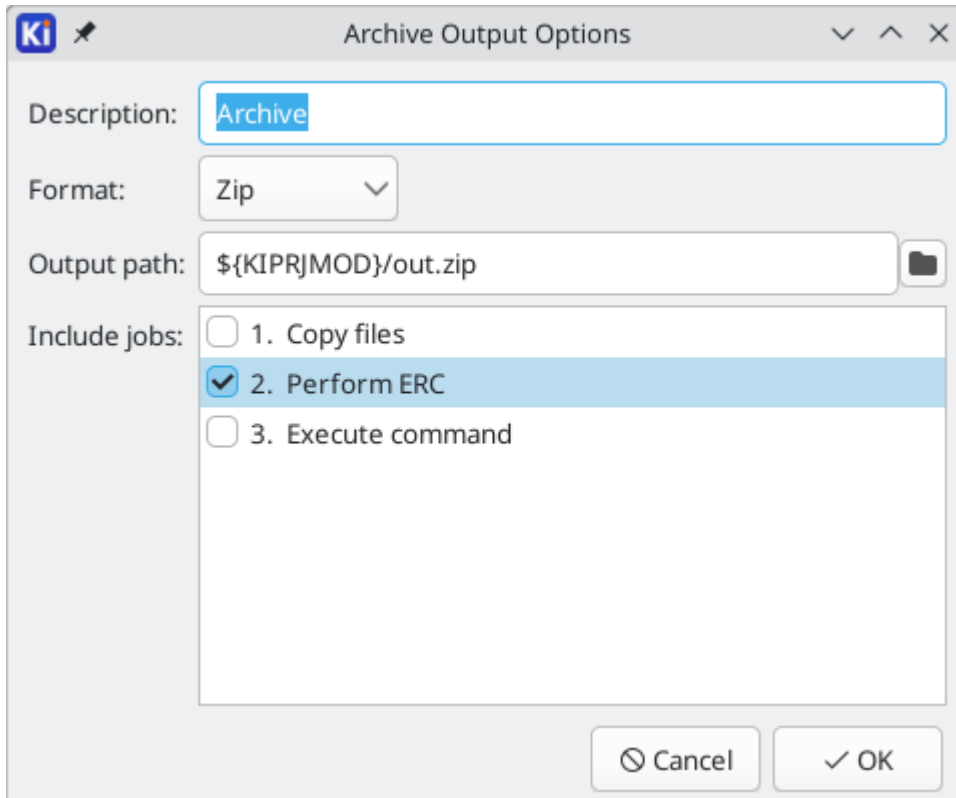 Ki Archive Output Options
Description: Archive
Format: Zip
Output path: ${KIPRJMOD}/out.zip
Include jobs: 1. Copy files
2. Perform ERC
3. Execute command
Cancel OK